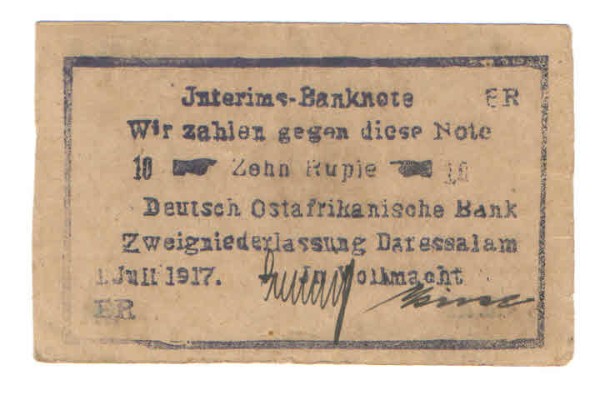 Interims-Banknote ER
Wir zahlen gegen diese Note
10 Zehn Rupie 10
Deutsch Ostafrikanische Bank
Zweigniederlassung Daressalam
1. Juli 1917. In Vollmacht
ER